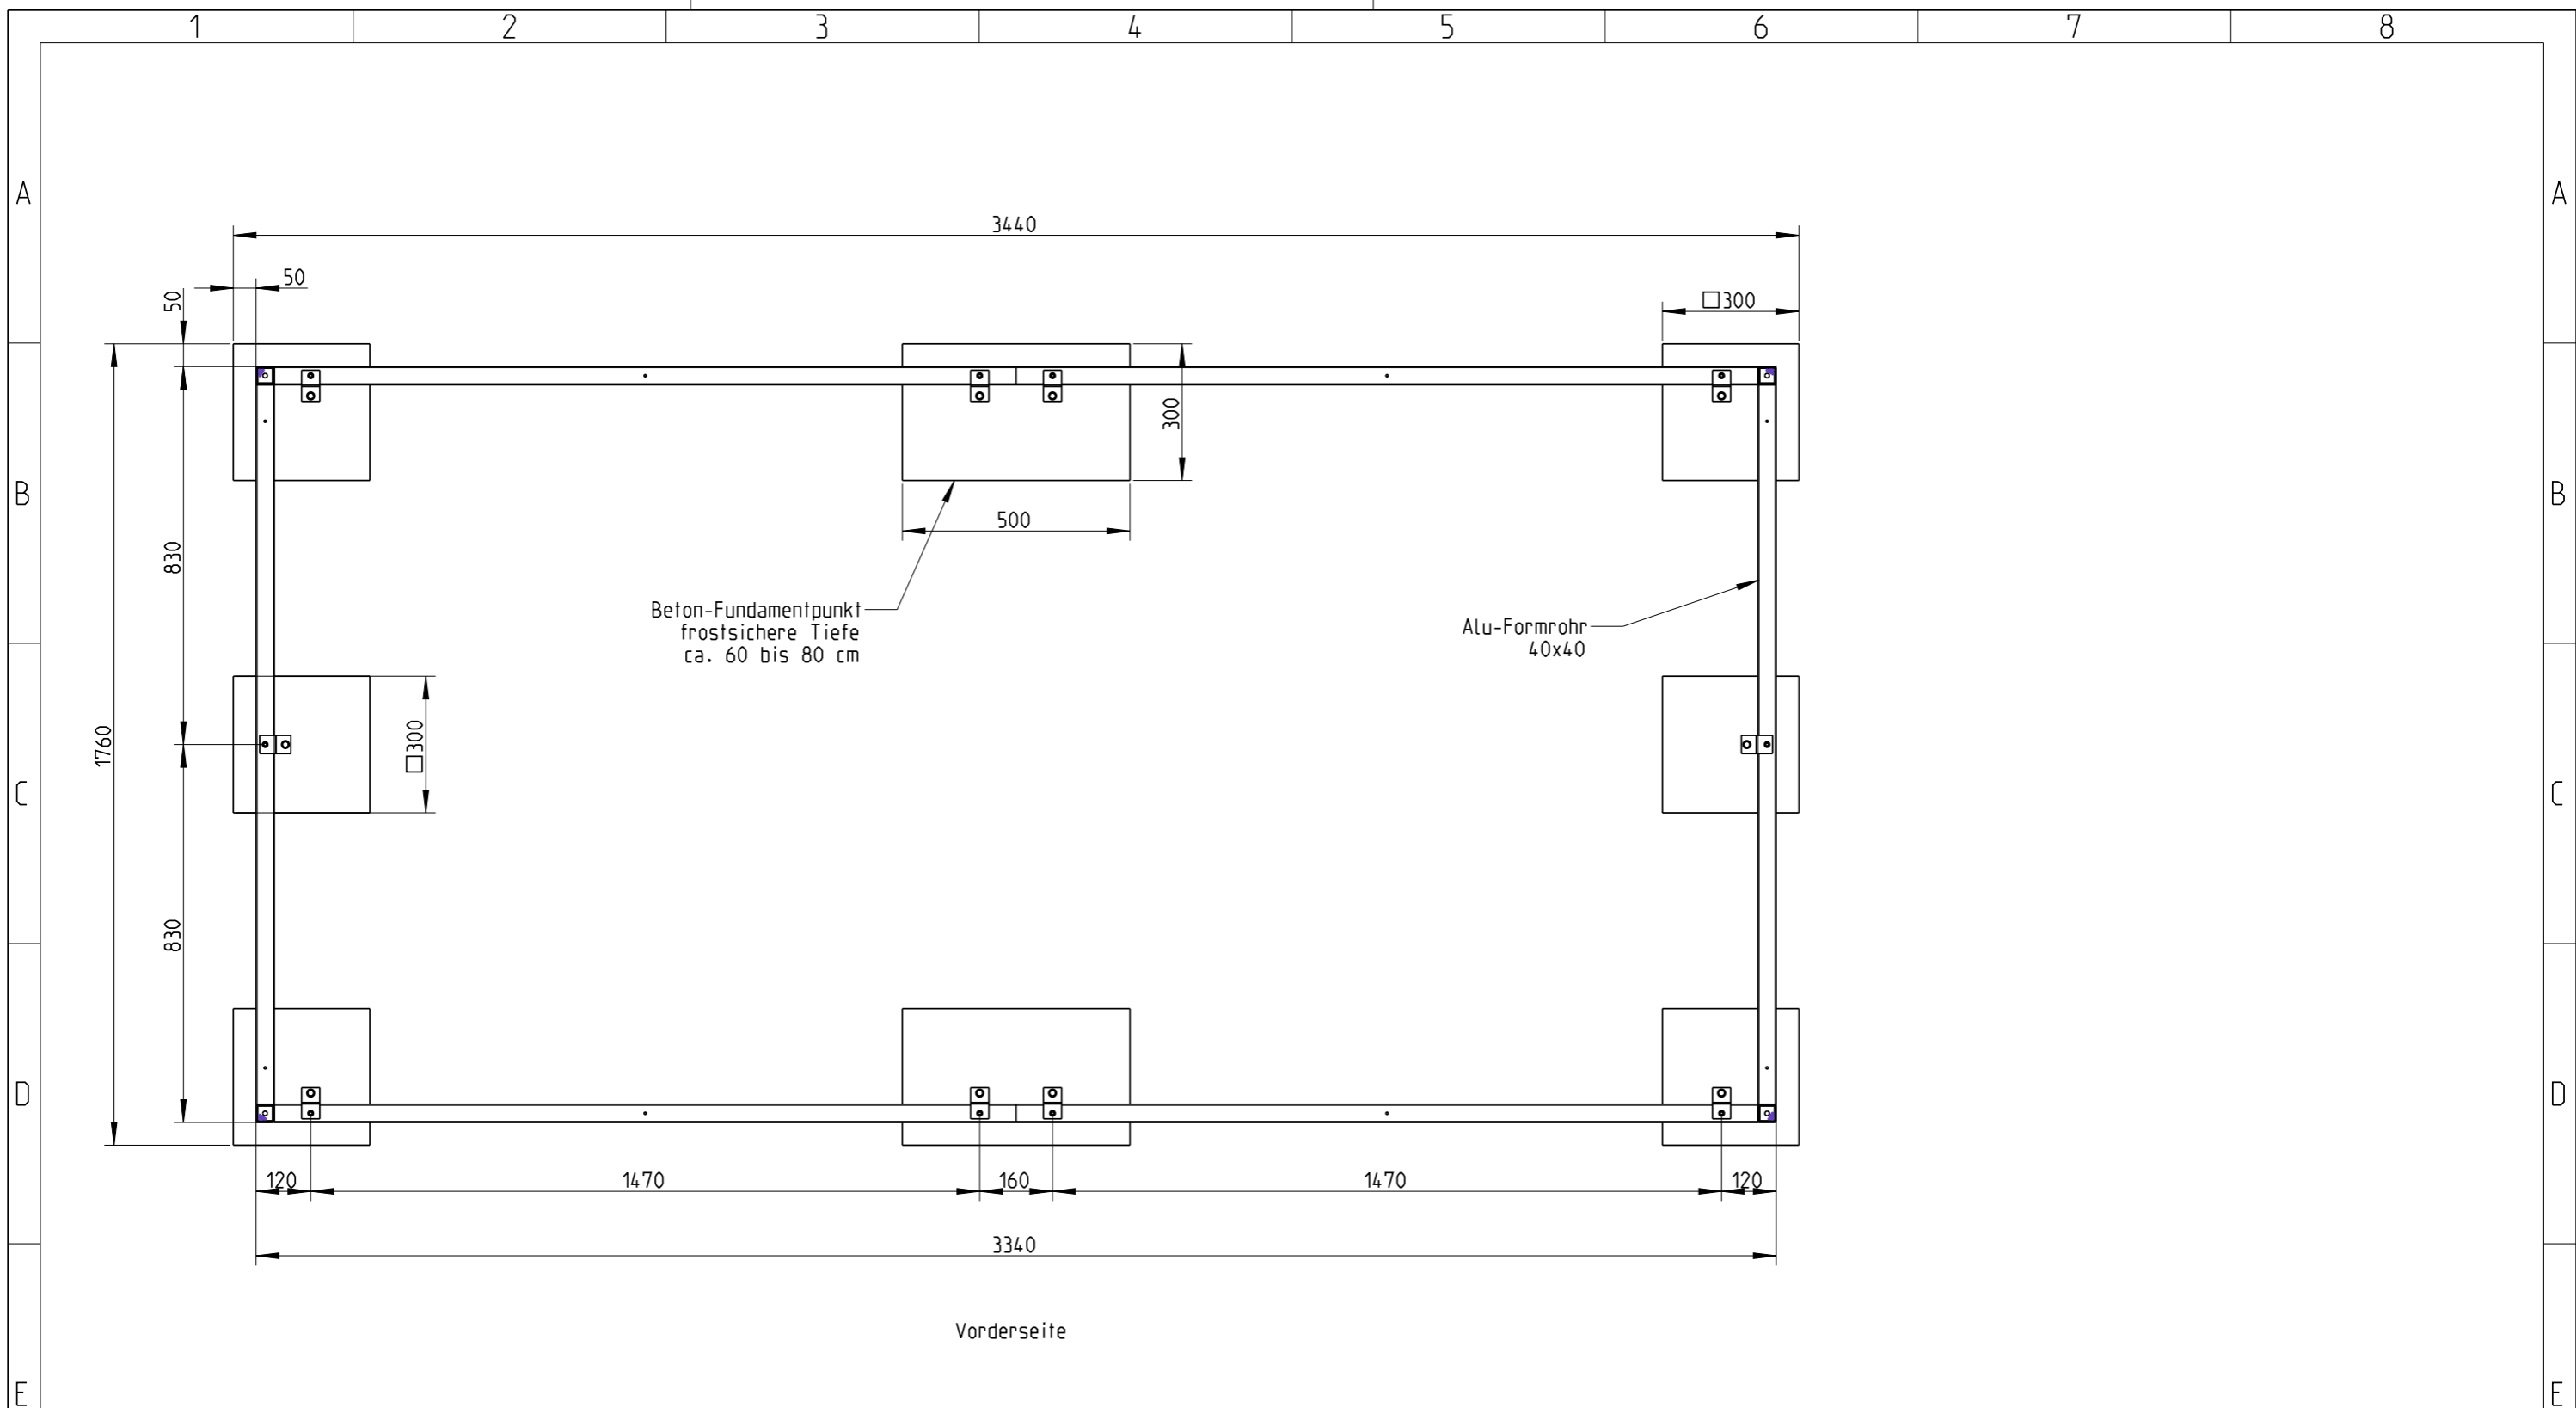 1 2 3 4 5 6 7 8
A A
3440
50
50
□300
B B
300
500
830
Beton-Fundamentpunkt
frostsichere Tiefe
ca. 60 bis 80 cm
Alu-Formrohr
40x40
1760
□300
C C
830
D D
120 1470 160 1470 120
3340
Vorderseite
E E